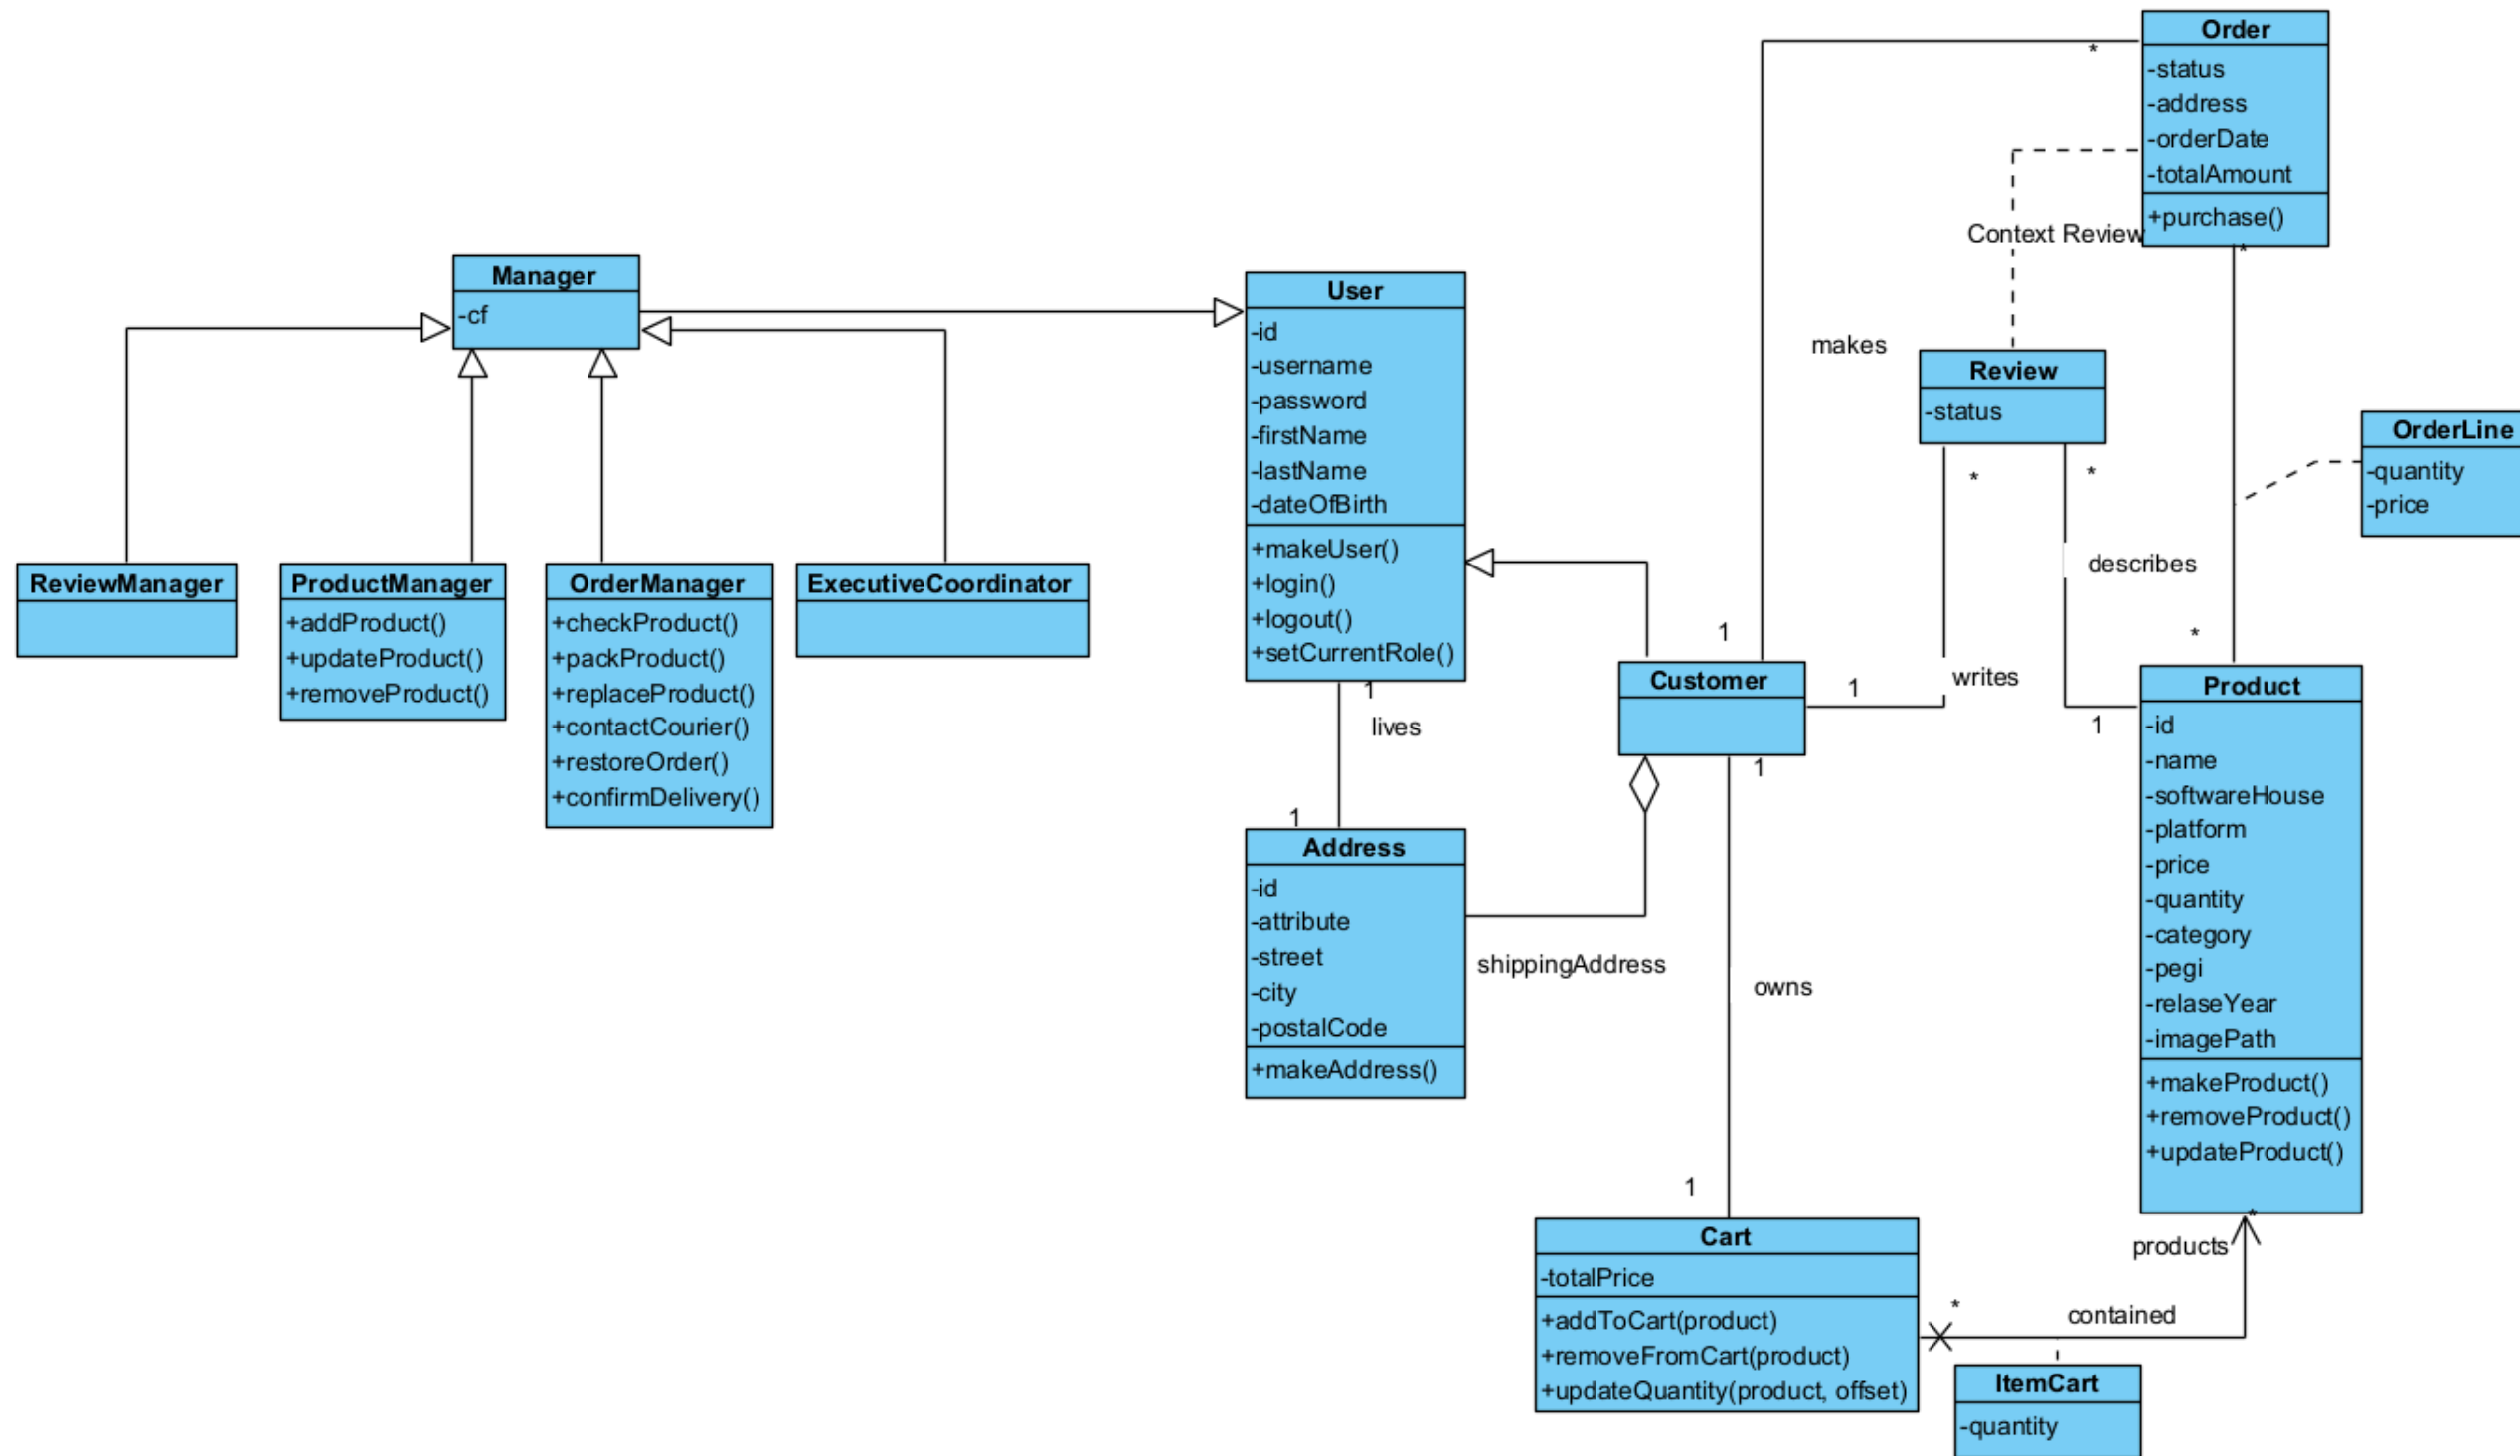 Order
-status
-address
-orderDate
-totalAmount
+purchase()
*
*
Context Review
Manager
-cf
User
-id
-username
-password
-firstName
-lastName
-dateOfBirth
+makeUser()
+login()
+logout()
+setCurrentRole()
makes
Review
-status
*
*
OrderLine
-quantity
-price
describes
ReviewManager
ProductManager
+addProduct()
+updateProduct()
+removeProduct()
OrderManager
+checkProduct()
+packProduct()
+replaceProduct()
+contactCourier()
+restoreOrder()
+confirmDelivery()
ExecutiveCoordinator
1
*
Customer
1
writes
1
1
lives
1
1
Product
-id
-name
-softwareHouse
-platform
-price
-quantity
-category
-pegi
-relaseYear
-imagePath
+makeProduct()
+removeProduct()
+updateProduct()
Address
-id
-attribute
-street
-city
-postalCode
+makeAddress()
shippingAddress
owns
1
Cart
-totalPrice
+addToCart(product)
+removeFromCart(product)
+updateQuantity(product, offset)
*
products
*
contained
ItemCart
-quantity